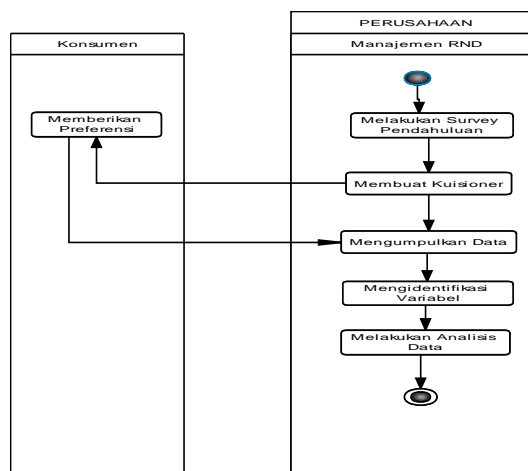 PERUSAHAAN
Konsumen
Manajemen RND
Memberikan
Preferensi
Melakukan Survey
Pendahuluan
Membuat Kuisioner
Mengumpulkan Data
Mengidentifikasi
Variabel
Melakukan Analisis
Data